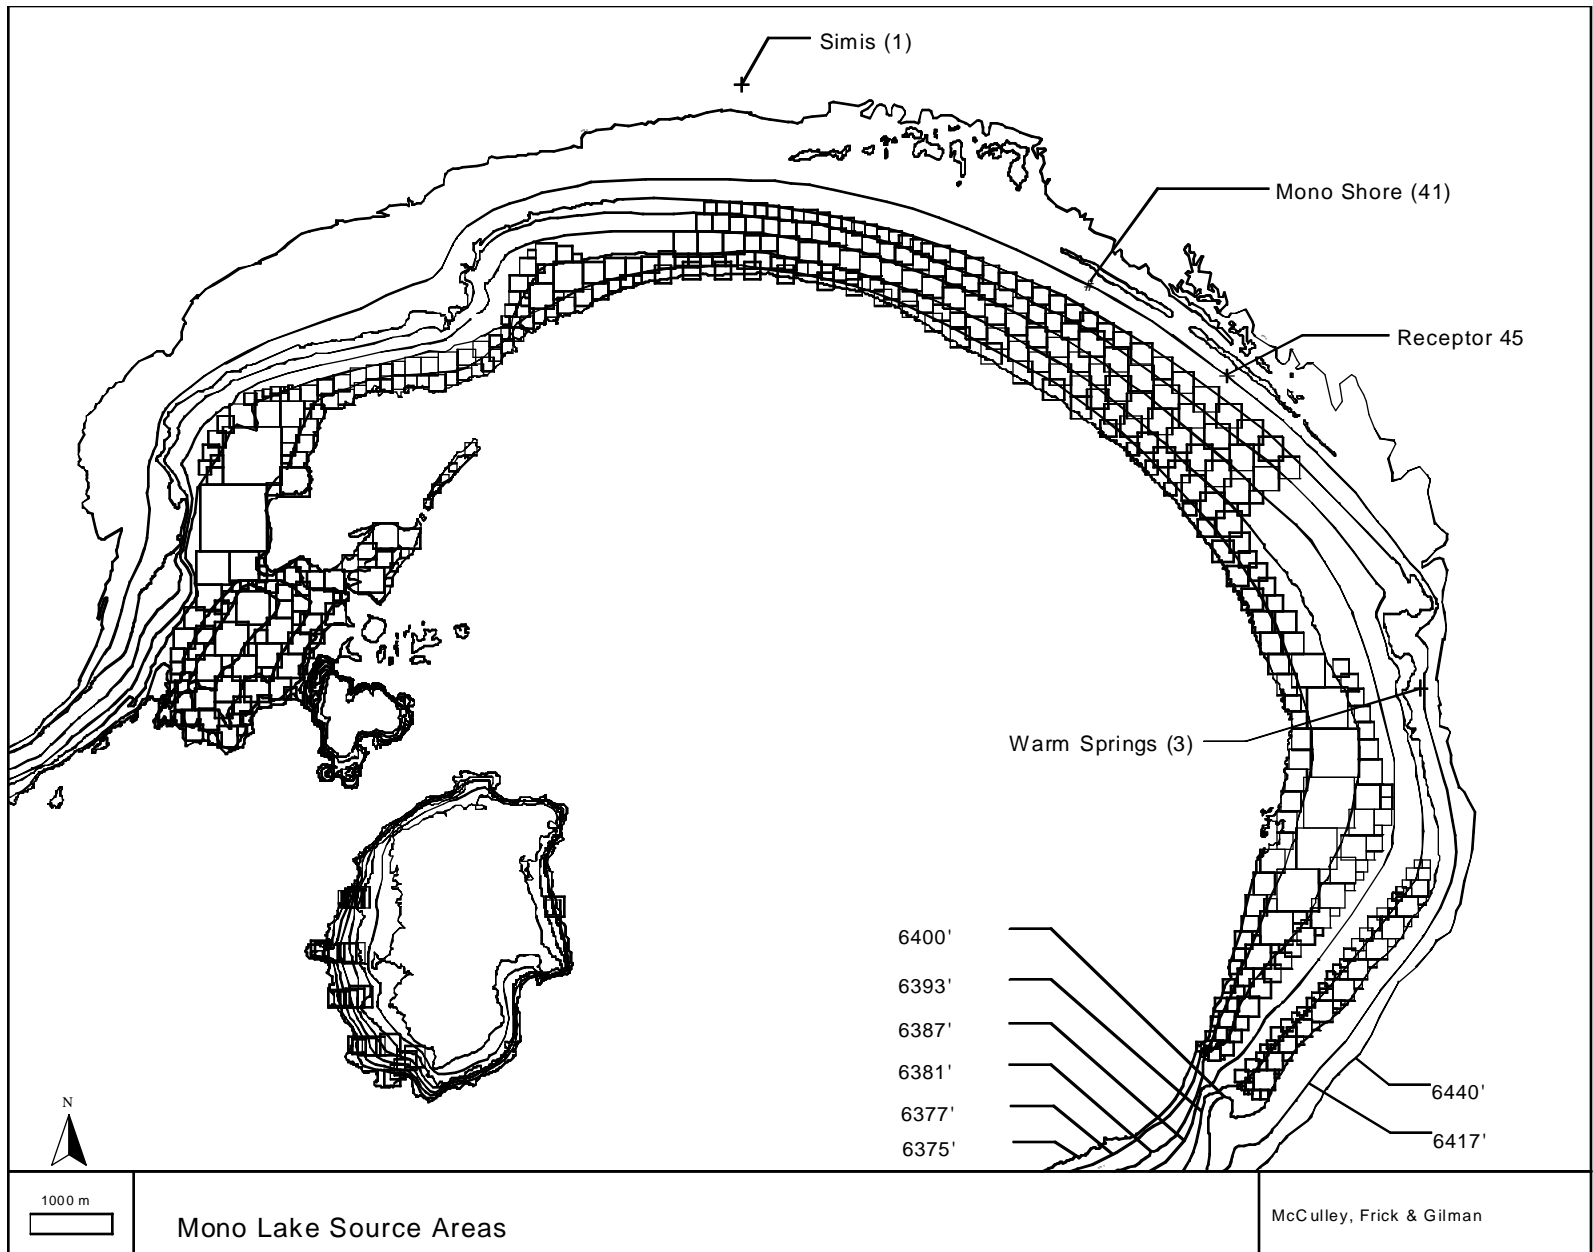 Simis (1)
Mono Shore (41)
Receptor 45
Warm Springs (3)
6400'
6393'
6387'
6381'
6377'
6375'
6440'
6417'
N
1000 m
Mono Lake Source Areas
McCulley, Frick & Gilman